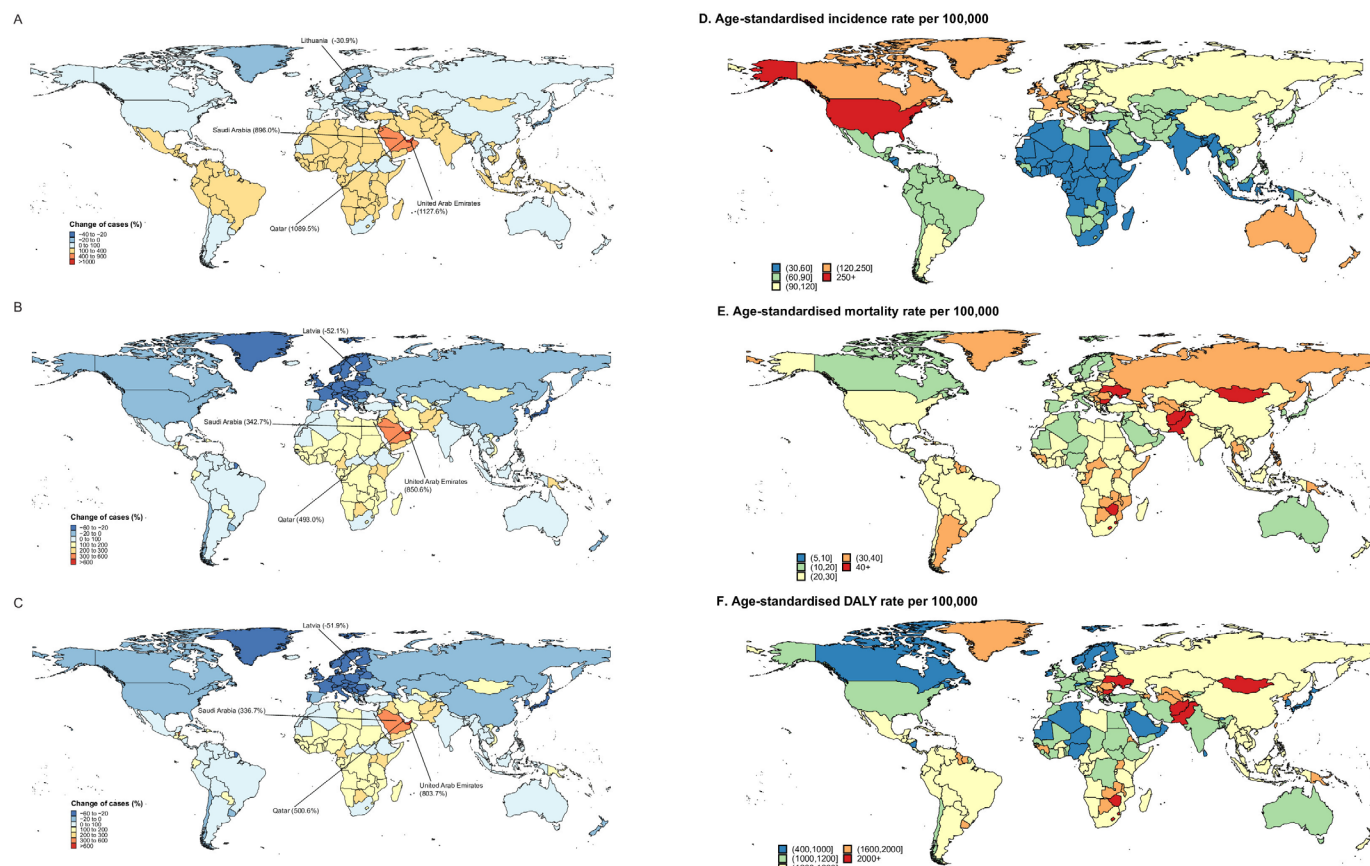 A
Lithuania (-30.9%)
Saudi Arabia (896.0%)
United Arab Emirates
(1127.6%)
Qatar (1089.5%)
Change of cases (%)
−40 to −20
−20 to 0
0 to 100
100 to 400
400 to 900
>1000
B
Latvia (-52.1%)
Saudi Arabia (342.7%)
United Arab Emirates
(850.6%)
Qatar (493.0%)
Change of cases (%)
−60 to −20
−20 to 0
0 to 100
100 to 200
200 to 300
300 to 600
>600
C
Latvia (-51.9%)
Saudi Arabia (336.7%)
United Arab Emirates
(803.7%)
Qatar (500.6%)
Change of cases (%)
−60 to −20
−20 to 0
0 to 100
100 to 200
200 to 300
300 to 600
>600
D. Age-standardised incidence rate per 100,000
(30,60]
(60,90]
(90,120]
(120,250]
250+
E. Age-standardised mortality rate per 100,000
(5,10]
(10,20]
(20,30]
(30,40]
40+
F. Age-standardised DALY rate per 100,000
(400,1000]
(1000,1200]
(1600,2000]
2000+